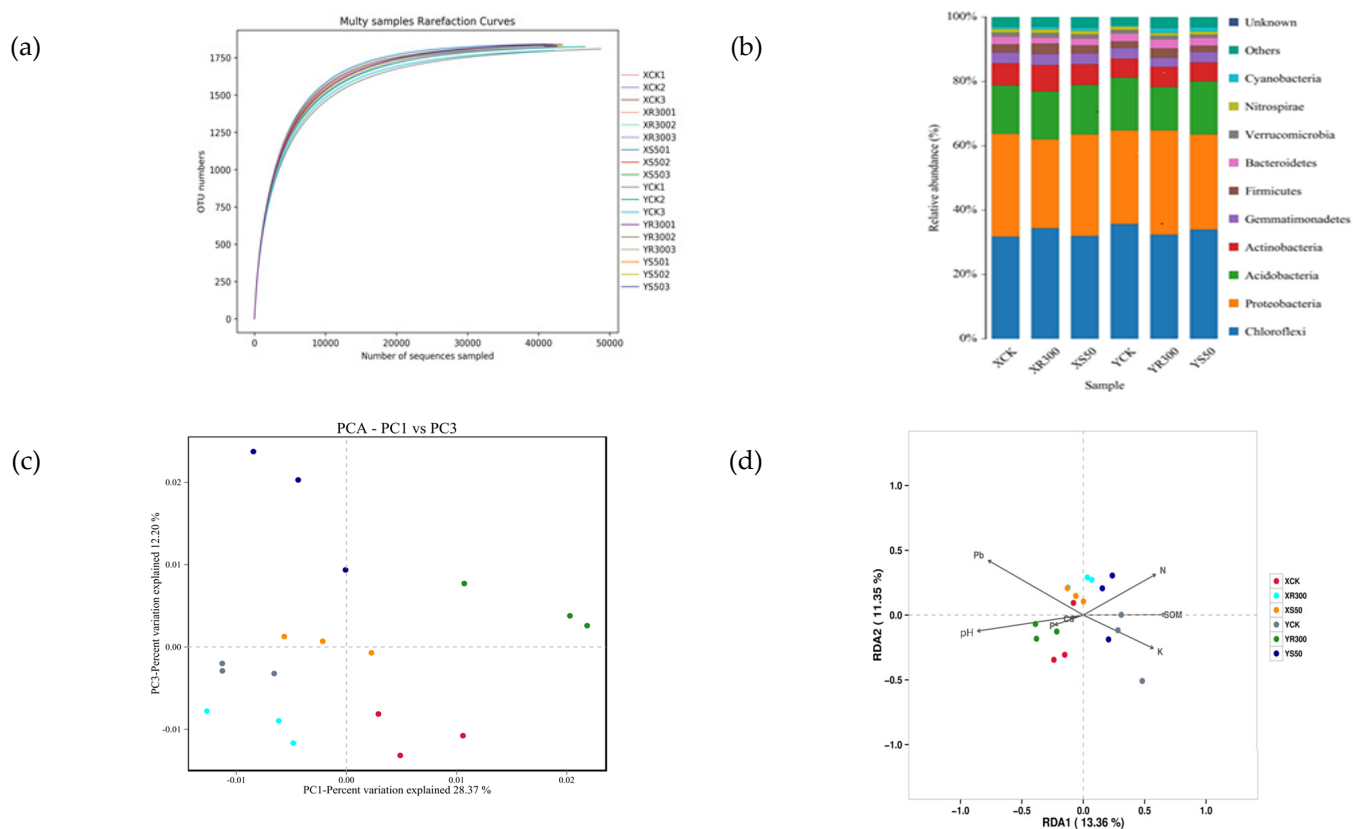 (a)
Multy samples Rarefaction Curves
OTU numbers
1750
1500
1250
1000
750
500
250
0
0
10000
20000
30000
40000
50000
Number of sequences sampled
XCK1
XCK2
XCK3
XR3001
XR3002
XR3003
XS501
XS502
XS503
YCK1
YCK2
YCK3
YR3001
YR3002
YR3003
YS501
YS502
YS503
(b)
Relative abundance (%)
100%
80%
60%
40%
20%
0%
XCK
XR300
XS50
YCK
YR300
YS50
Sample
Unknown
Others
Cyanobacteria
Nitrospirae
Verrucomicrobia
Bacteroidetes
Firmicutes
Gemmatimonadetes
Actinobacteria
Acidobacteria
Proteobacteria
Chloroflexi
(c)
PCA - PC1 vs PC3
PC3-Percent variation explained 12.20 %
0.02
0.01
0.00
-0.01
-0.01
0.00
0.01
0.02
PC1-Percent variation explained 28.37 %
(d)
RDA2 ( 11.35 %)
1.0
0.5
0.0
-0.5
-1.0
Pb
N
SOM
Cd
P
pH
K
-1.0
-0.5
0.0
0.5
1.0
RDA1 ( 13.36 %)
XCK
XR300
XS50
YCK
YR300
YS50